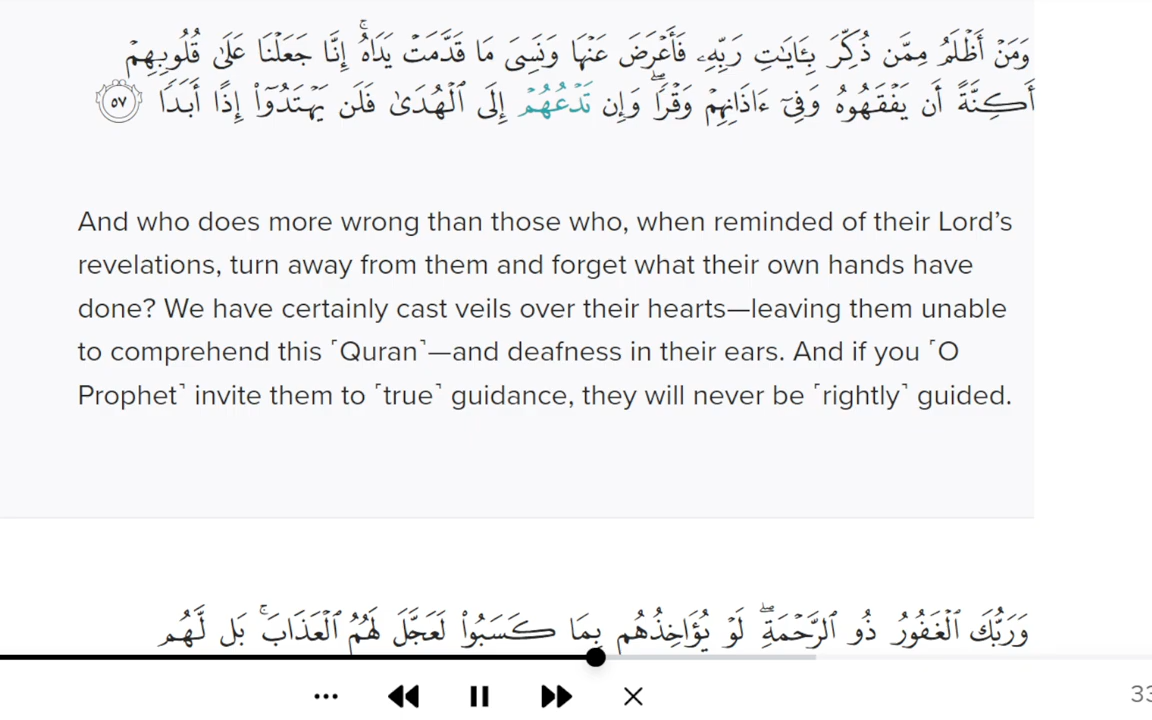 وَمَنْ أَظْلَمُ مِمَّن ذُكِّرَ بِـَٔايَـٰتِ رَبِّهِۦ فَأَعْرَضَ عَنْهَا وَنَسِىَ مَا قَدَّمَتْ يَدَاهُ ۚ إِنَّا جَعَلْنَا عَلَىٰ قُلُوبِهِمْ
أَكِنَّةً أَن يَفْقَهُوهُ وَفِىٓ ءَاذَانِهِمْ وَقْرًا ۖ وَإِن تَدْعُهُمْ إِلَى ٱلْهُدَىٰ فَلَن يَهْتَدُوٓا۟ إِذًا أَبَدًا ٥٧
And who does more wrong than those who, when reminded of their Lord’s
revelations, turn away from them and forget what their own hands have
done? We have certainly cast veils over their hearts—leaving them unable
to comprehend this ˹Quran˺—and deafness in their ears. And if you ˹O
Prophet˺ invite them to ˹true˺ guidance, they will never be ˹rightly˺ guided.
وَرَبُّكَ ٱلْغَفُورُ ذُو ٱلرَّحْمَةِ ۖ لَوْ يُؤَاخِذُهُم بِمَا كَسَبُوا۟ لَعَجَّلَ لَهُمُ ٱلْعَذَابَ ۚ بَل لَّهُم
33